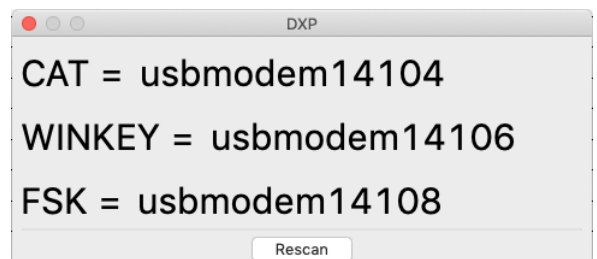 DXP
CAT = usbmodem14104
WINKEY = usbmodem14106
FSK = usbmodem14108
Rescan